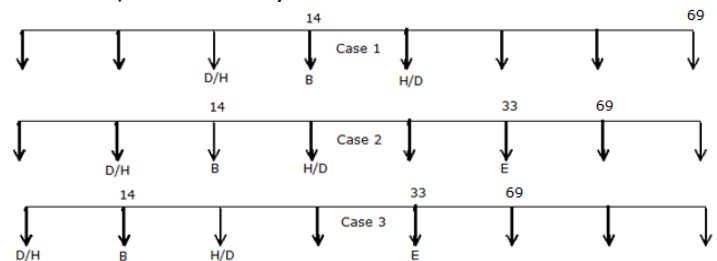 14 69
Case 1
D/H B H/D
14 33 69
Case 2
D/H B H/D E
14 33 69
Case 3
D/H B H/D E